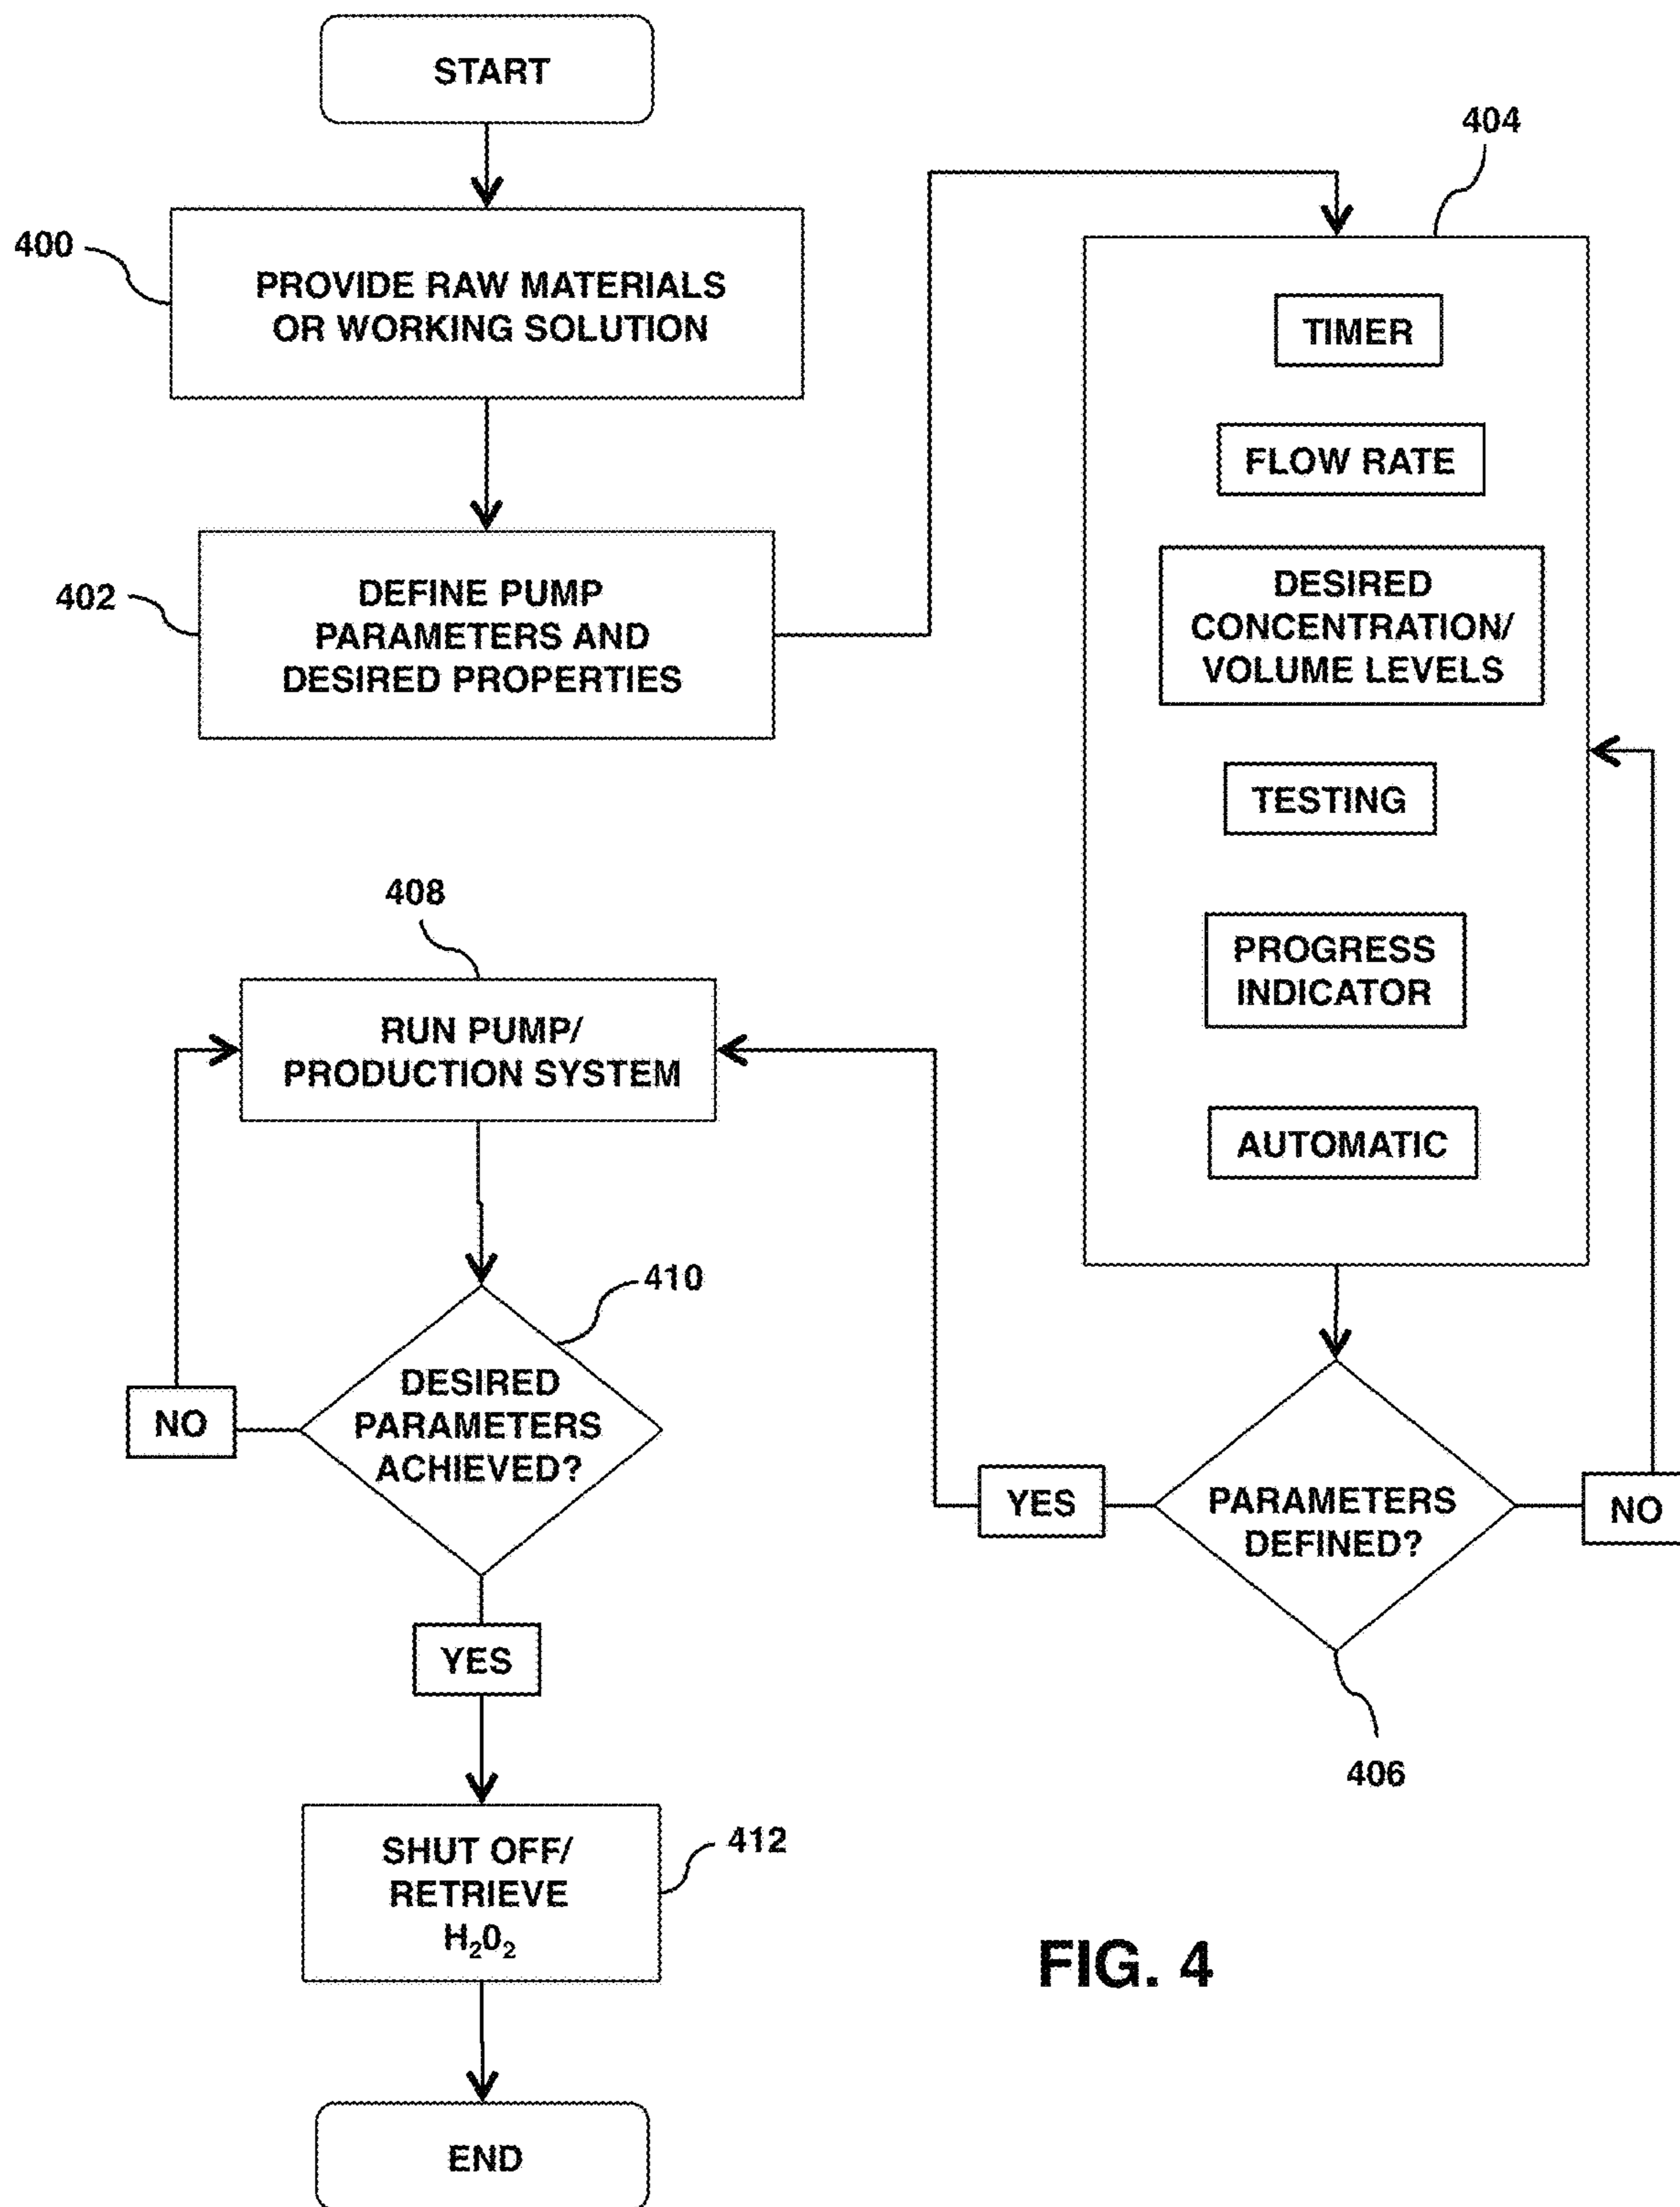 START
400
PROVIDE RAW MATERIALS
OR WORKING SOLUTION
402
DEFINE PUMP
PARAMETERS AND
DESIRED PROPERTIES
404
TIMER
FLOW RATE
DESIRED
CONCENTRATION/
VOLUME LEVELS
TESTING
PROGRESS
INDICATOR
AUTOMATIC
PARAMETERS
DEFINED?
406
NO
YES
408
RUN PUMP/
PRODUCTION SYSTEM
410
DESIRED
PARAMETERS
ACHIEVED?
NO
YES
412
SHUT OFF/
RETRIEVE
H₂0₂
END
FIG. 4